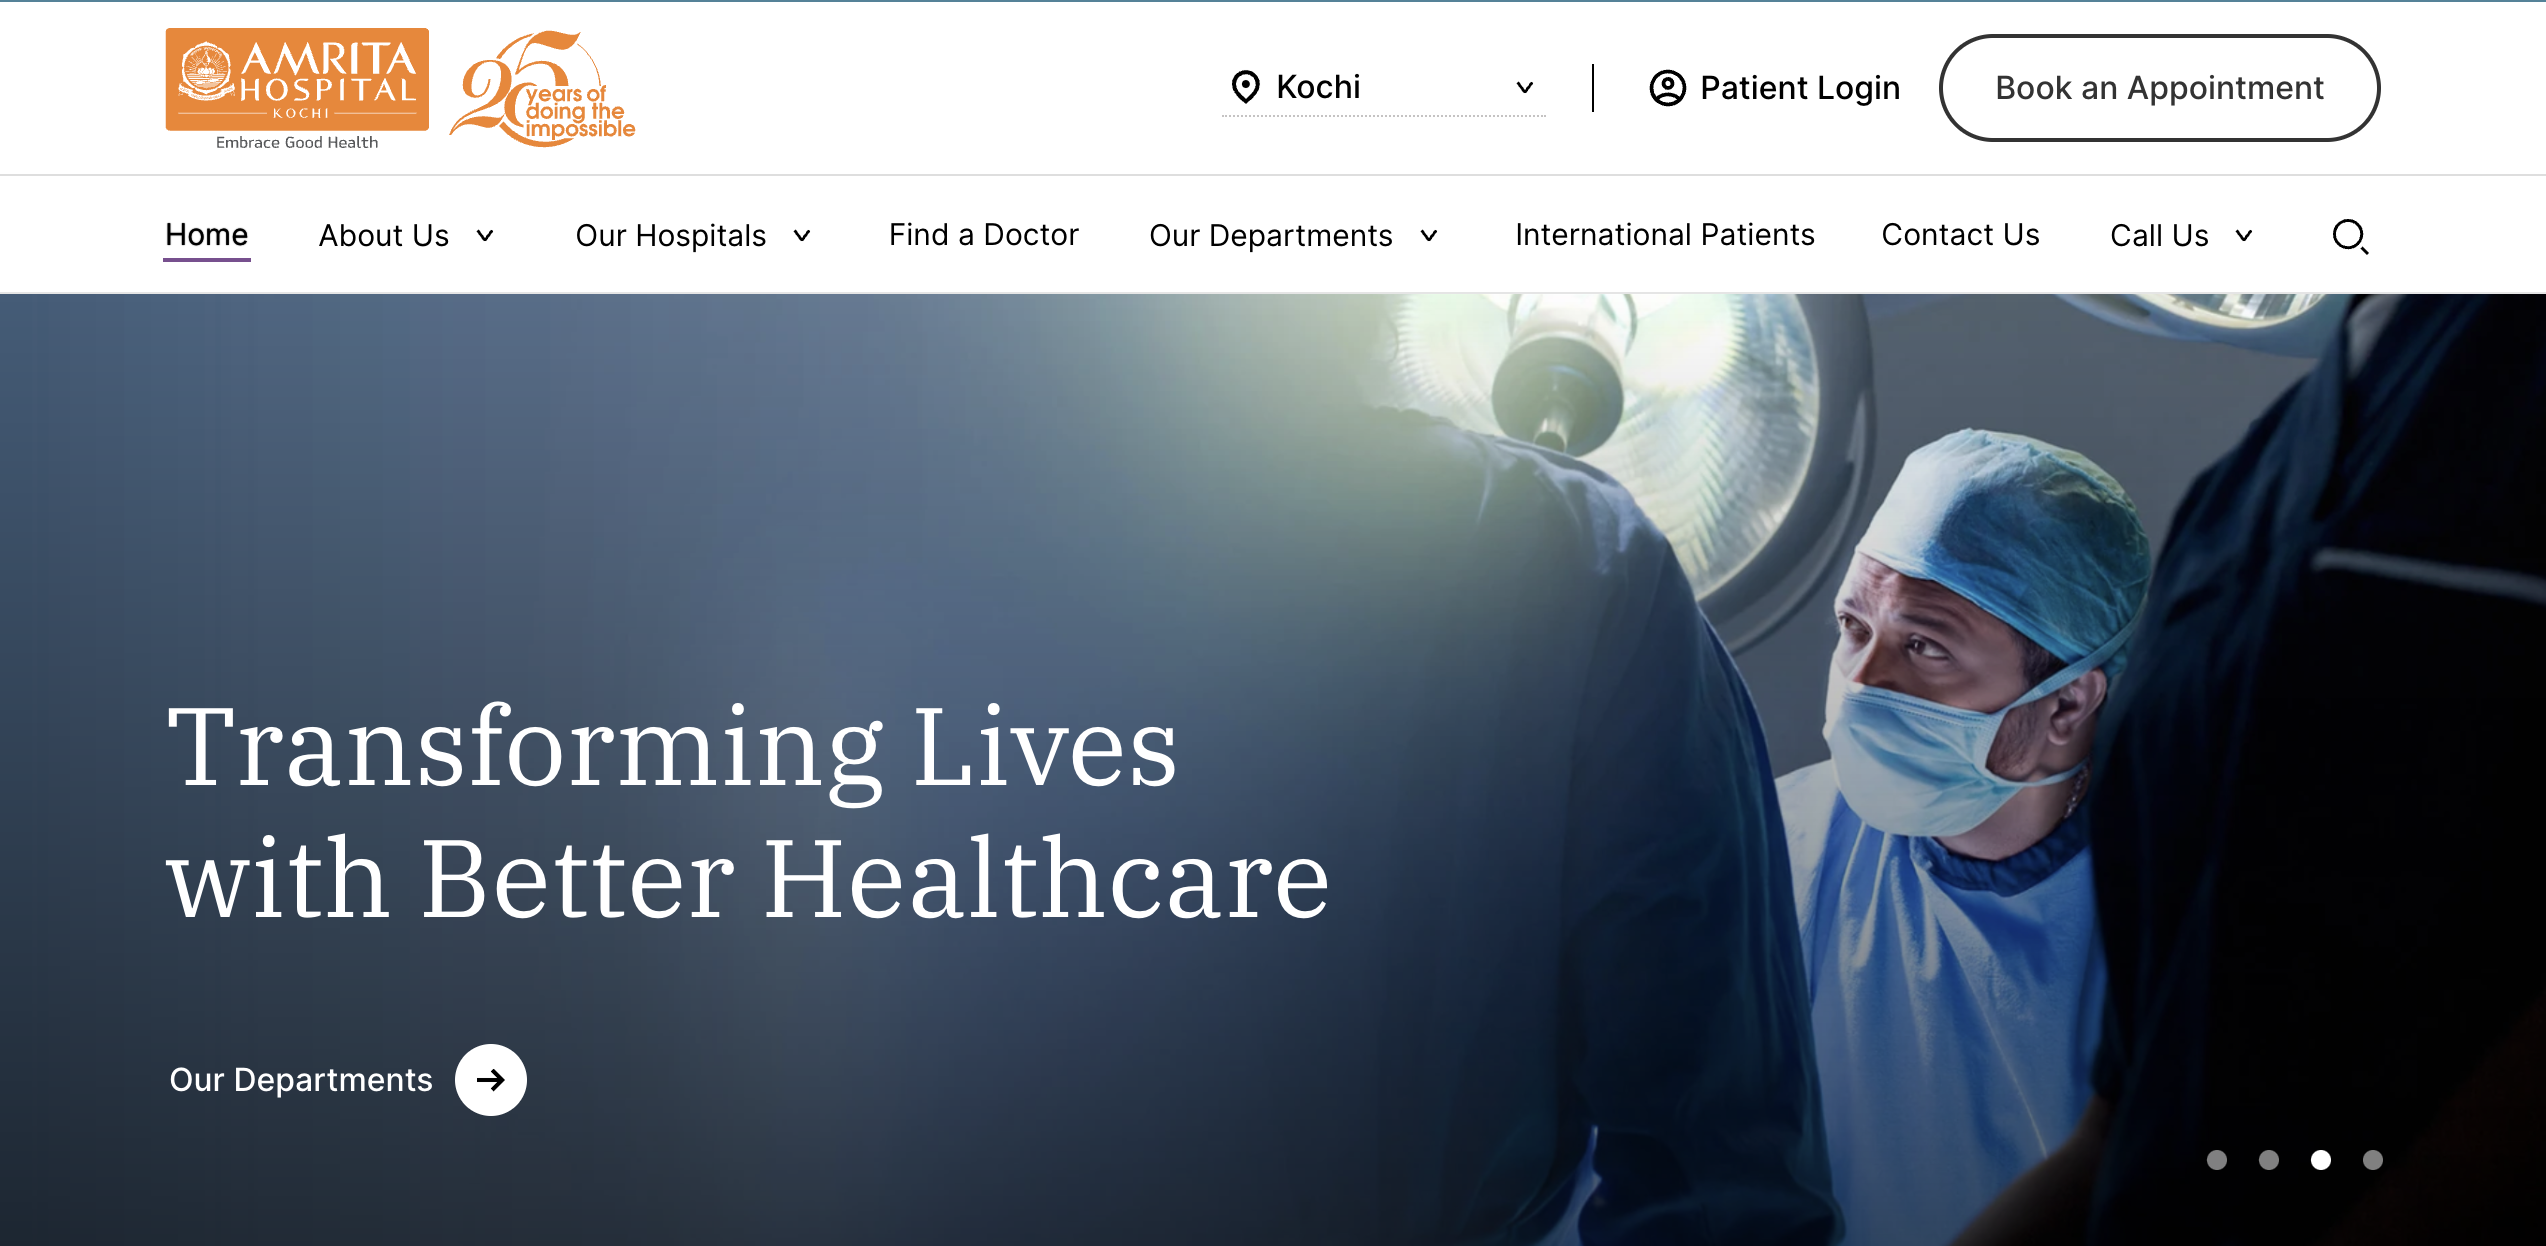 AMRITA
HOSPITAL
KOCHI
Embrace Good Health
25
years of
doing the
impossible
Kochi
Patient Login
Book an Appointment
Home
About Us
Our Hospitals
Find a Doctor
Our Departments
International Patients
Contact Us
Call Us
Transforming Lives
with Better Healthcare
Our Departments